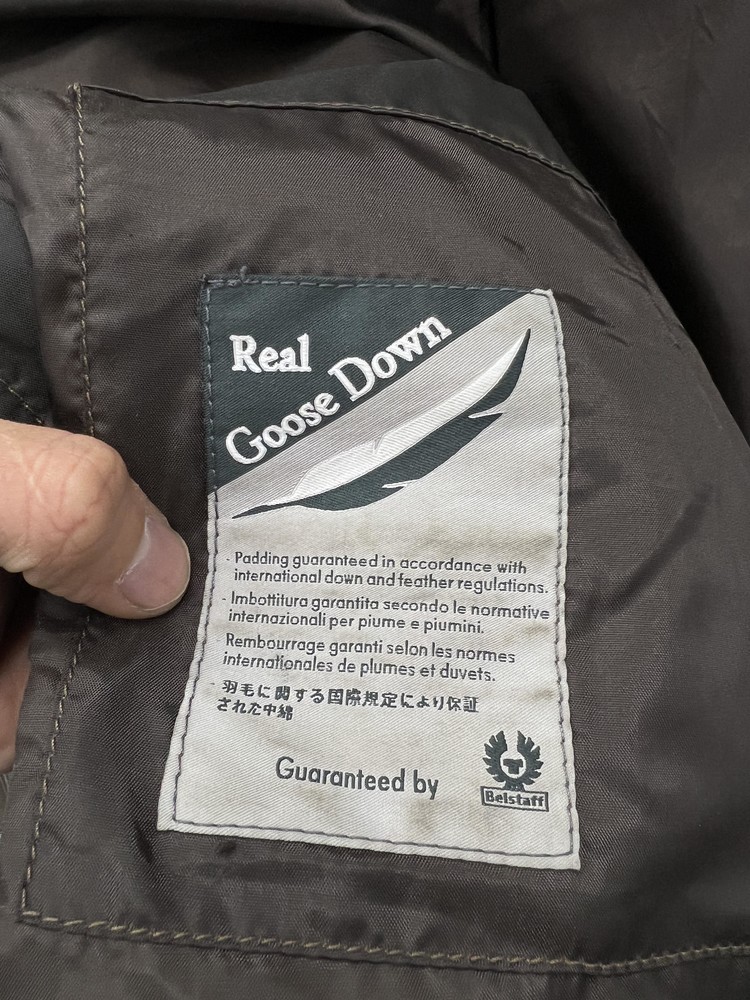 Real
Goose Down
- Padding guaranteed in accordance with
international down and feather regulations.
- Imbottitura garantita secondo le normative
internazionali per piume e piumini.
Rembourrage garanti selon les normes
internationales de plumes et duvets.
- 羽毛に関する国際規定により保証
された中綿
Guaranteed by
Belstaff